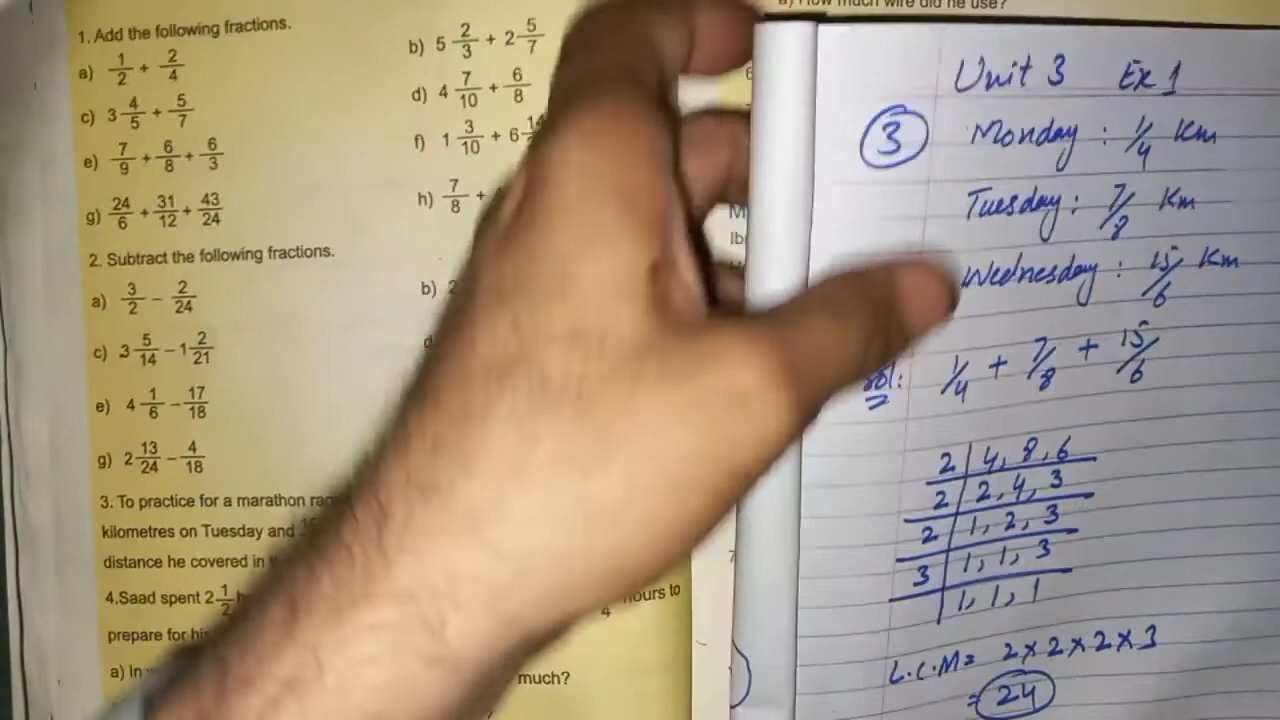 a) How much wire did he use?
1. Add the following fractions.
a) 1/2 + 2/4
b) 5 2/3 + 2 5/7
c) 3 4/5 + 5/7
d) 4 7/10 + 6/8
e) 7/9 + 6/8 + 6/3
f) 1 3/10 + 6
g) 24/6 + 31/12 + 43/24
h) 7/8 +
2. Subtract the following fractions.
a) 3/2 - 2/24
b) 2
c) 3 5/14 - 1 2/21
d
e) 4 1/6 - 17/18
g) 2 13/24 - 4/18
3. To practice for a marathon
kilometres on Tuesday and
distance he covered in
4.Saad spent 2 1/2
4 hours to
prepare for
a) In
much?
Unit 3 Ex 1
3 Monday : 1/4 Km
Tuesday : 7/8 Km
Wednesday : 15/6 Km
Sol: 1/4 + 7/8 + 15/6
2 | 4, 8, 6
2 | 2, 4, 3
2 | 1, 2, 3
3 | 1, 1, 3
| 1, 1, 1
L.C.M = 2 x 2 x 2 x 3
= 24